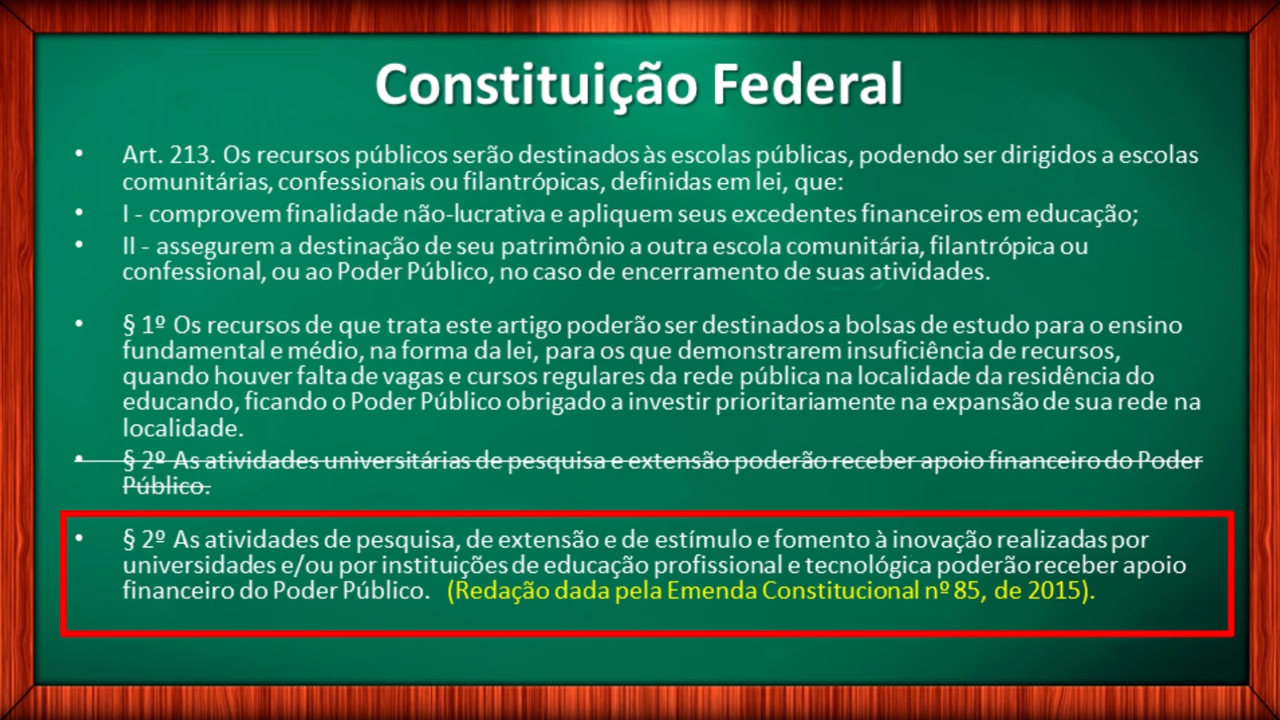 Constituição Federal
• Art. 213. Os recursos públicos serão destinados às escolas públicas, podendo ser dirigidos a escolas
comunitárias, confessionais ou filantrópicas, definidas em lei, que:
• I - comprovem finalidade não-lucrativa e apliquem seus excedentes financeiros em educação;
• II - assegurem a destinação de seu patrimônio a outra escola comunitária, filantrópica ou
confessional, ou ao Poder Público, no caso de encerramento de suas atividades.
• § 1º Os recursos de que trata este artigo poderão ser destinados a bolsas de estudo para o ensino
fundamental e médio, na forma da lei, para os que demonstrarem insuficiência de recursos,
quando houver falta de vagas e cursos regulares da rede pública na localidade da residência do
educando, ficando o Poder Público obrigado a investir prioritariamente na expansão de sua rede na
localidade.
• § 2º As atividades universitárias de pesquisa e extensão poderão receber apoio financeiro do Poder
Público.
• § 2º As atividades de pesquisa, de extensão e de estímulo e fomento à inovação realizadas por
universidades e/ou por instituições de educação profissional e tecnológica poderão receber apoio
financeiro do Poder Público. (Redação dada pela Emenda Constitucional nº 85, de 2015).